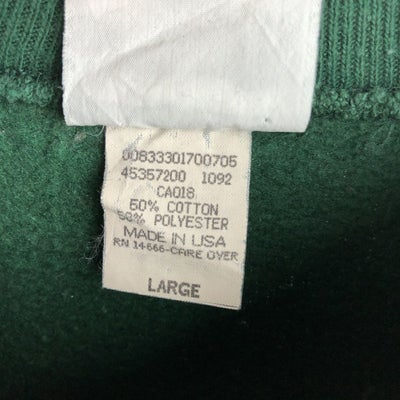 00833301700705
45357200 1092
CA018
50% COTTON
50% POLYESTER
MADE IN USA
RN 14666-CARE OVER
LARGE